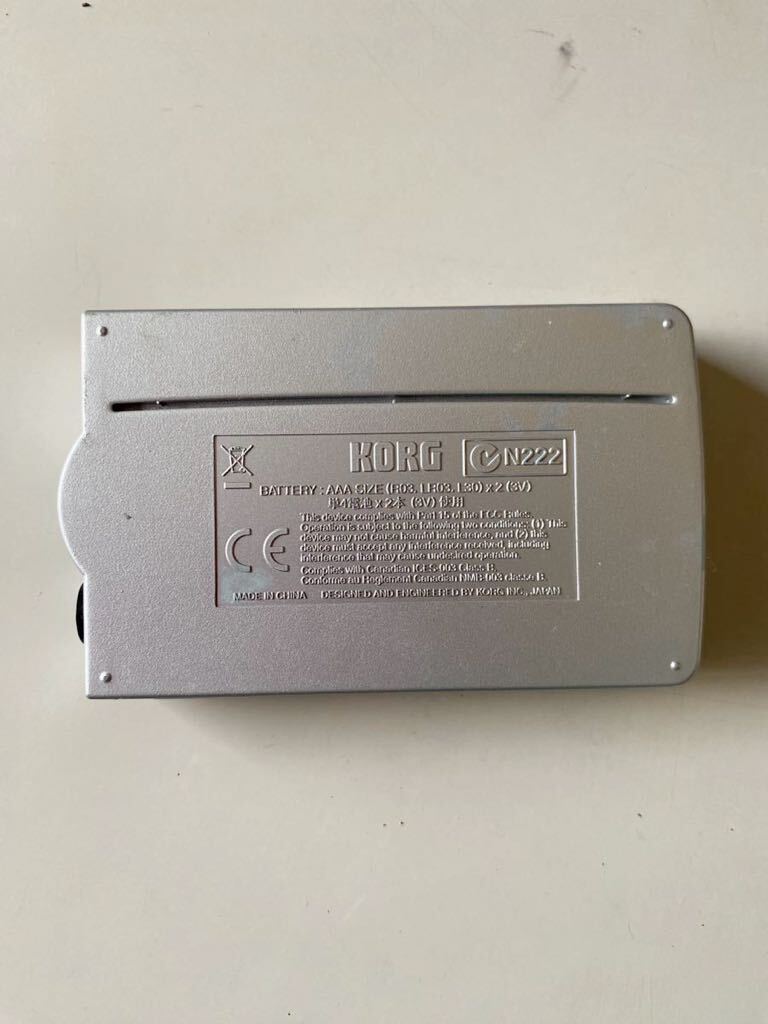 KORG N222
BATTERY : AAA SIZE (R03, LR03, L30) x 2 (3V)
単4電池 x 2本 (3V) 使用
This device complies with Part 15 of the FCC Rules.
Operation is subject to the following two conditions: (1) This
device may not cause harmful interference, and (2) this
device must accept any interference received, including
interference that may cause undesired operation.
Complies with Canadian ICES-003 Class B.
Conforme au Reglement Canadien NMB-003 classe B.
CE
MADE IN CHINA DESIGNED AND ENGINEERED BY KORG INC., JAPAN